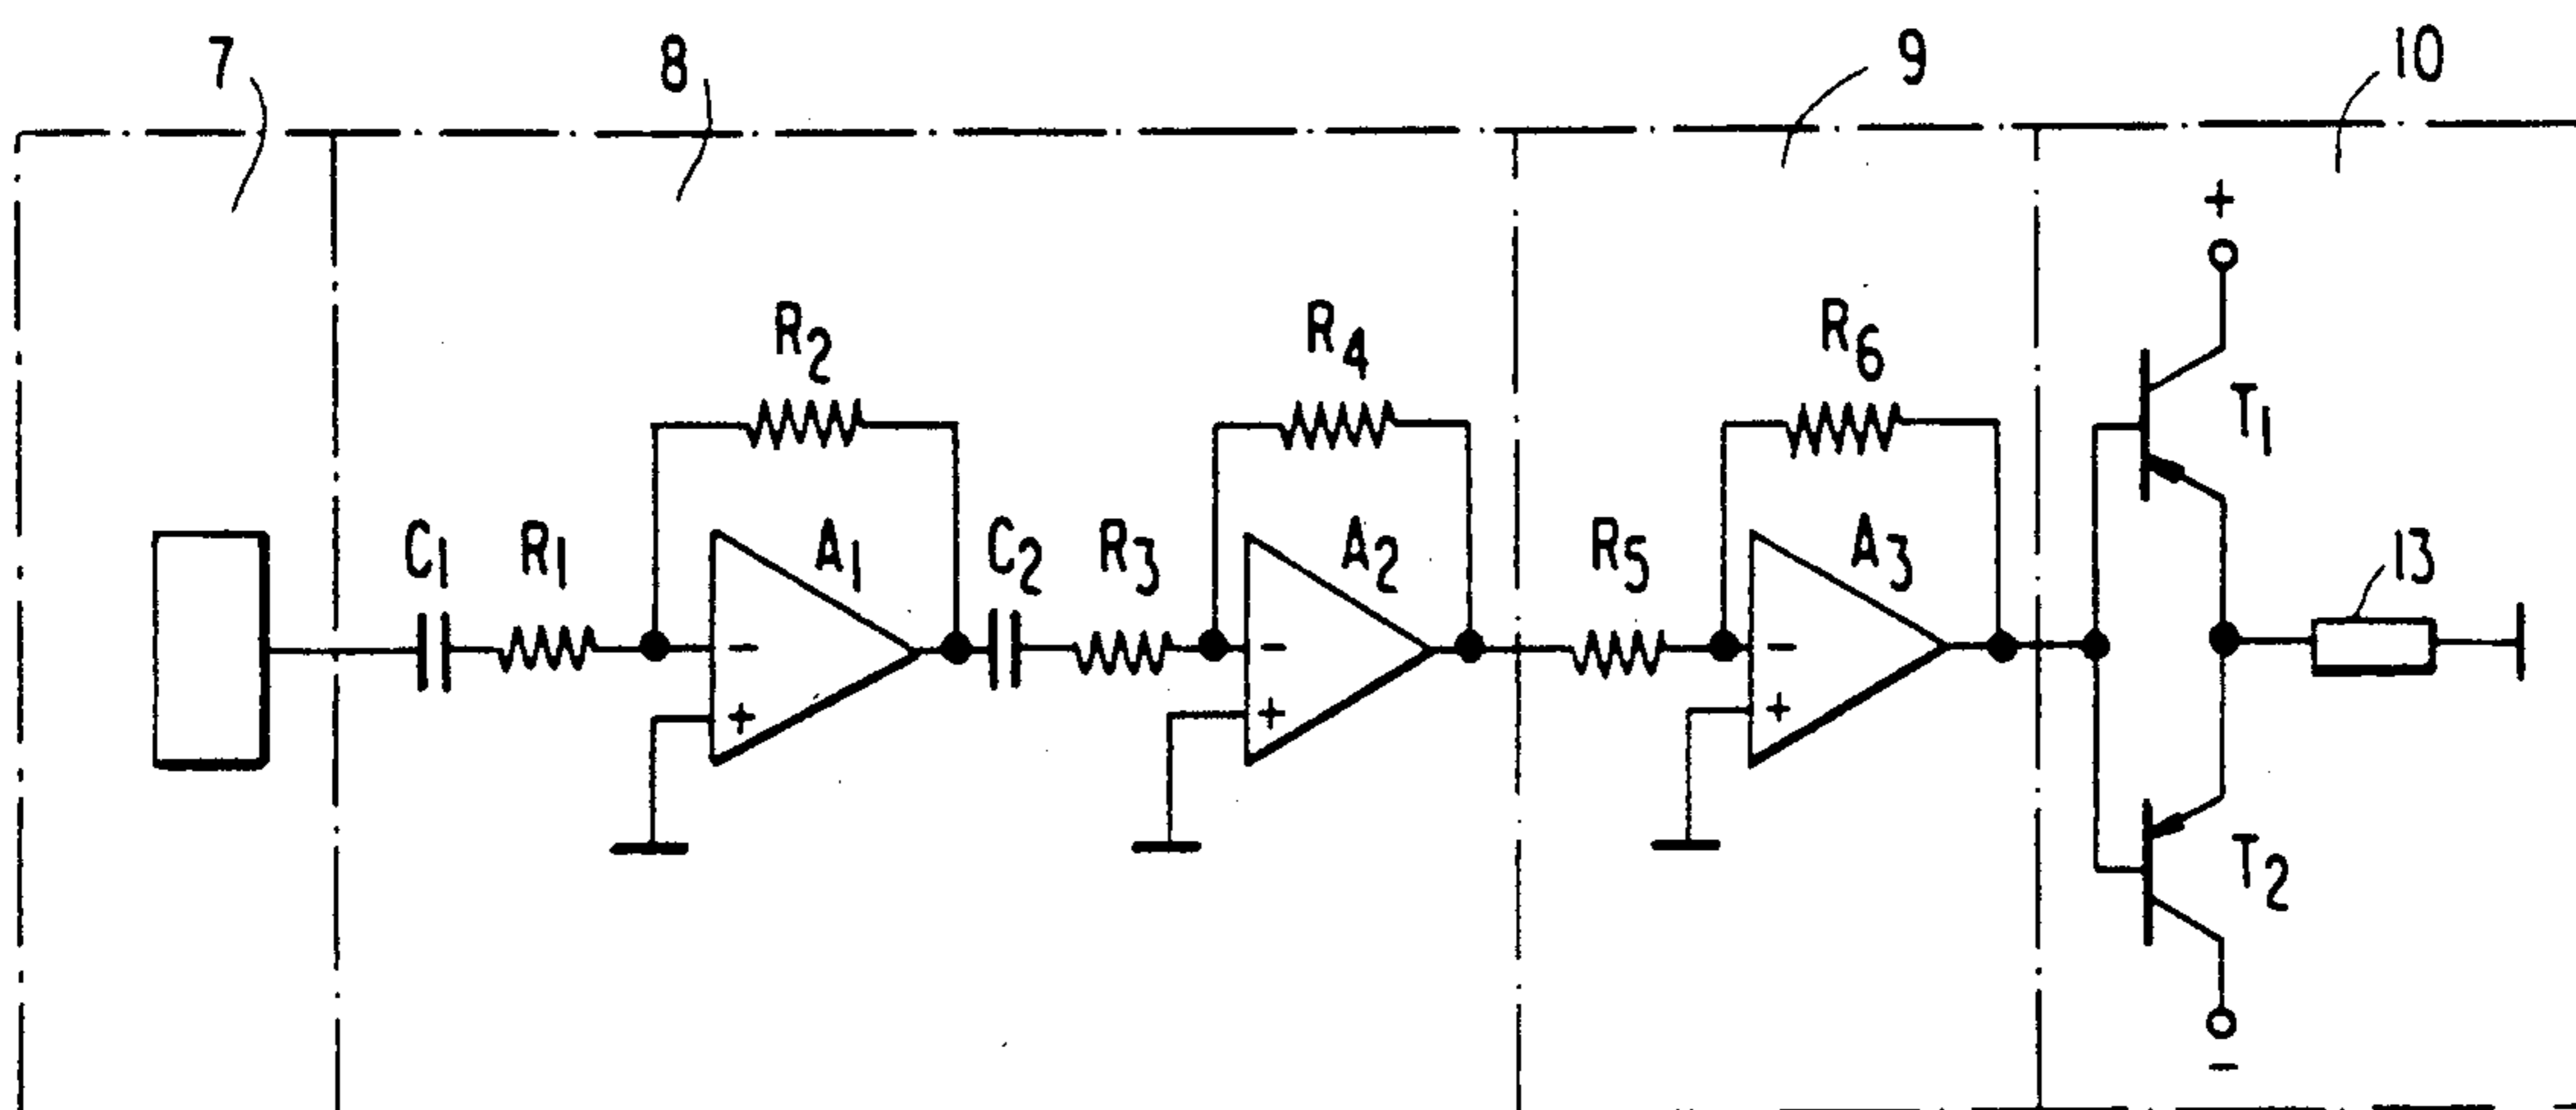 7 8 9 10
+
R2 R4 R6
T1
C1 R1 A1 C2 R3 A2 R5 A3 13
- - -
+ + +
T2
-